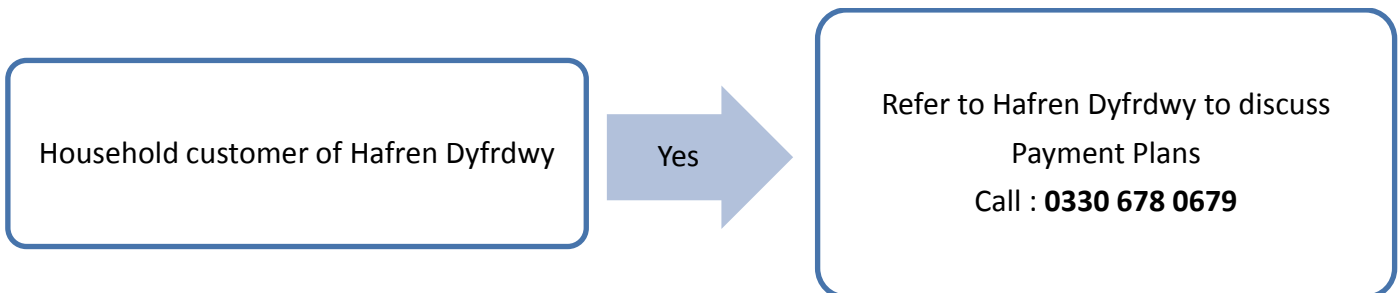 Household customer of Hafren Dyfrdwy
Yes
Refer to Hafren Dyfrdwy to discuss
Payment Plans
Call : 0330 678 0679